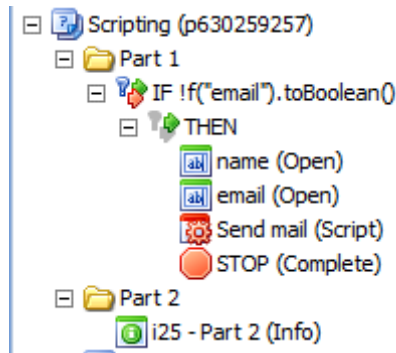 Scripting (p630259257)
Part 1
IF !f("email").toBoolean()
THEN
name (Open)
email (Open)
Send mail (Script)
STOP (Complete)
Part 2
i25 - Part 2 (Info)